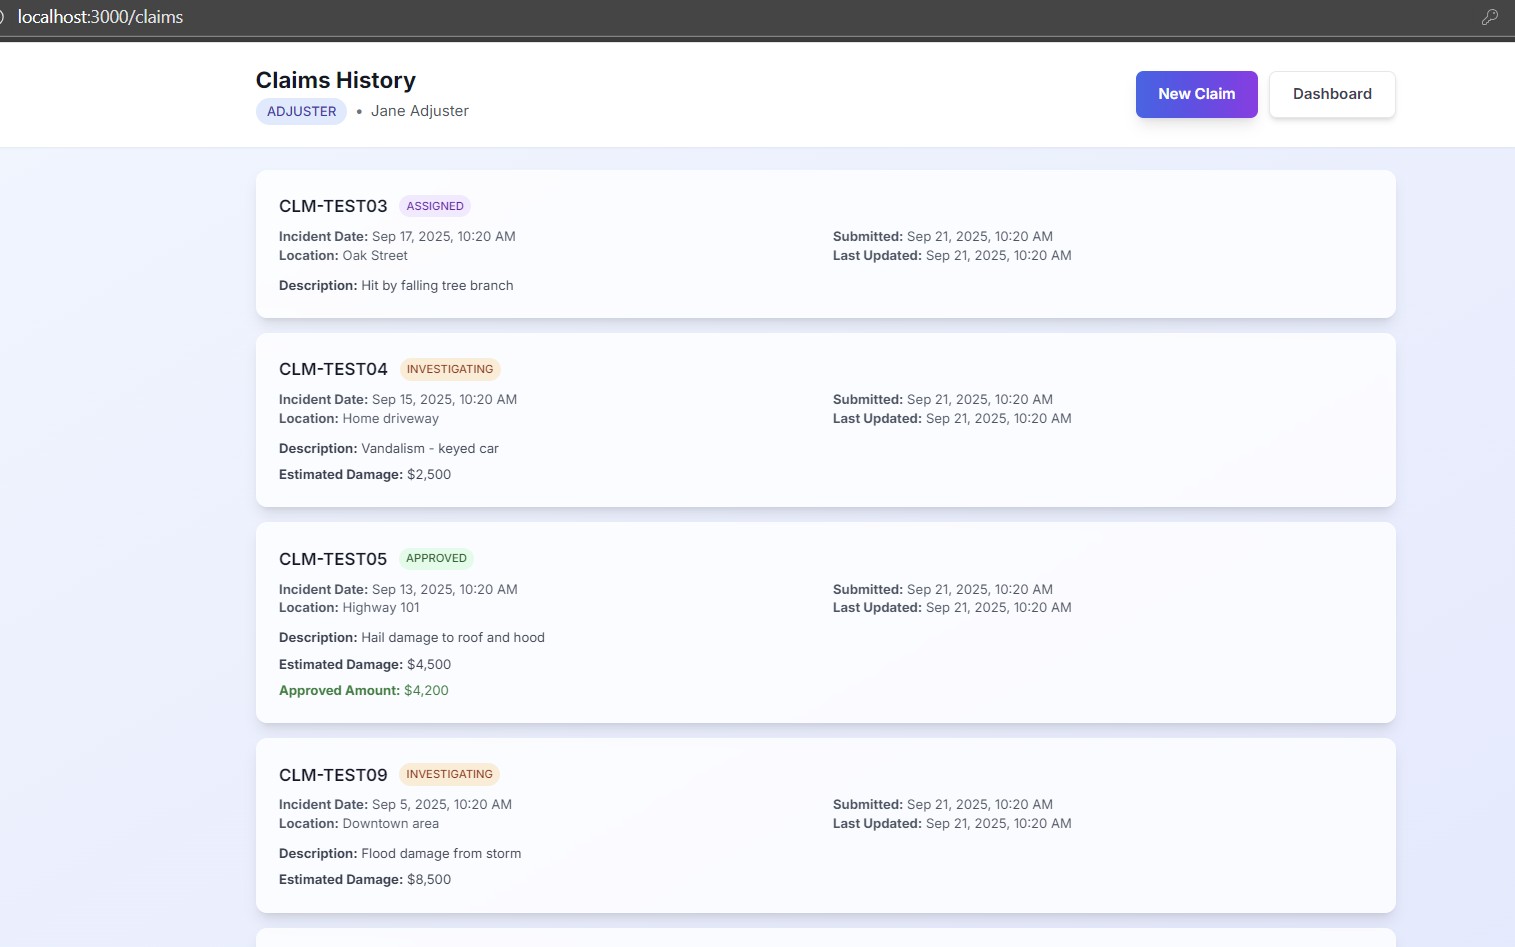 localhost:3000/claims
Claims History
ADJUSTER • Jane Adjuster
New Claim
Dashboard
CLM-TEST03 ASSIGNED
Incident Date: Sep 17, 2025, 10:20 AM
Location: Oak Street
Submitted: Sep 21, 2025, 10:20 AM
Last Updated: Sep 21, 2025, 10:20 AM
Description: Hit by falling tree branch
CLM-TEST04 INVESTIGATING
Incident Date: Sep 15, 2025, 10:20 AM
Location: Home driveway
Submitted: Sep 21, 2025, 10:20 AM
Last Updated: Sep 21, 2025, 10:20 AM
Description: Vandalism - keyed car
Estimated Damage: $2,500
CLM-TEST05 APPROVED
Incident Date: Sep 13, 2025, 10:20 AM
Location: Highway 101
Submitted: Sep 21, 2025, 10:20 AM
Last Updated: Sep 21, 2025, 10:20 AM
Description: Hail damage to roof and hood
Estimated Damage: $4,500
Approved Amount: $4,200
CLM-TEST09 INVESTIGATING
Incident Date: Sep 5, 2025, 10:20 AM
Location: Downtown area
Submitted: Sep 21, 2025, 10:20 AM
Last Updated: Sep 21, 2025, 10:20 AM
Description: Flood damage from storm
Estimated Damage: $8,500